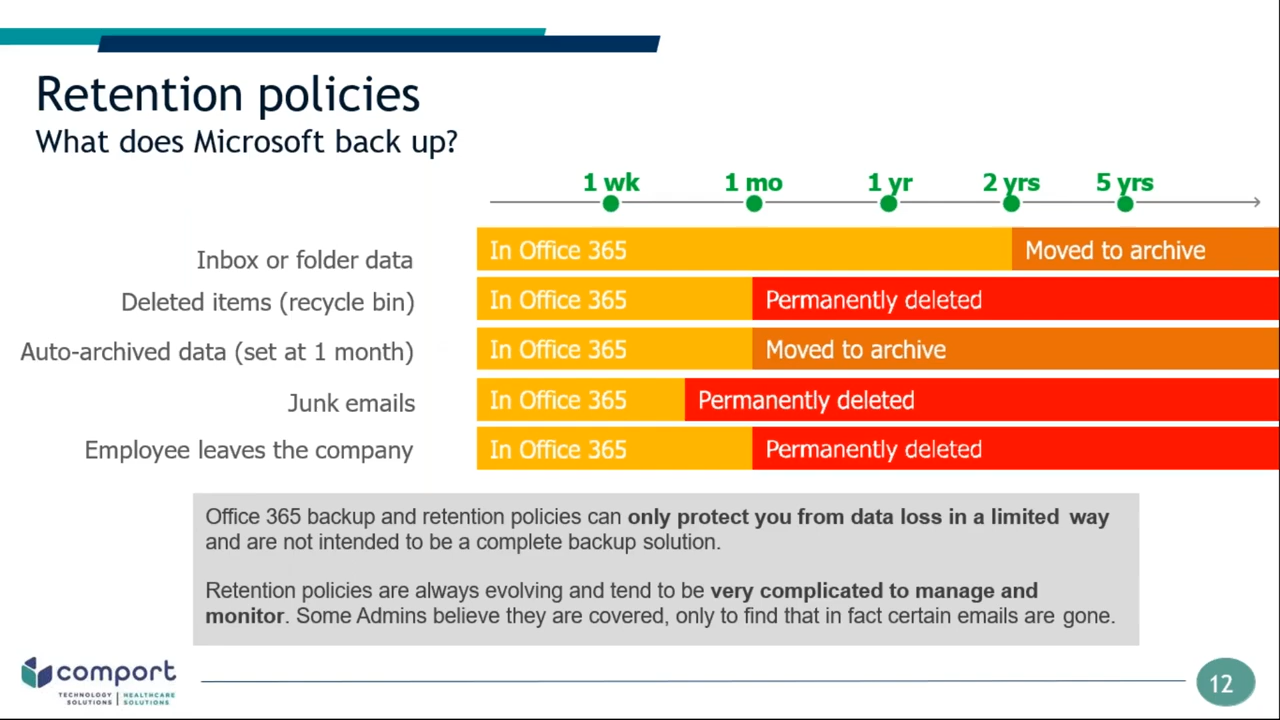 Retention policies
What does Microsoft back up?
1 wk 1 mo 1 yr 2 yrs 5 yrs
Inbox or folder data In Office 365 Moved to archive
Deleted items (recycle bin) In Office 365 Permanently deleted
Auto-archived data (set at 1 month) In Office 365 Moved to archive
Junk emails In Office 365 Permanently deleted
Employee leaves the company In Office 365 Permanently deleted
Office 365 backup and retention policies can only protect you from data loss in a limited way
and are not intended to be a complete backup solution.
Retention policies are always evolving and tend to be very complicated to manage and
monitor. Some Admins believe they are covered, only to find that in fact certain emails are gone.
comport
TECHNOLOGY SOLUTIONS | HEALTHCARE SOLUTIONS
12